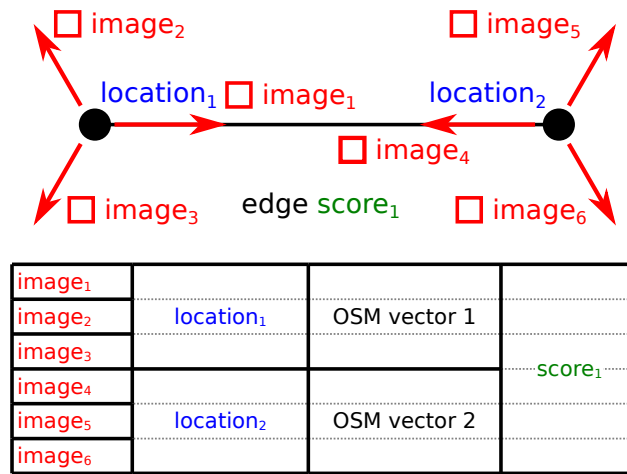 image₂
image₅
location₁
image₁
location₂
image₄
image₃
edge score₁
image₆
image₁
image₂
location₁
OSM vector 1
image₃
score₁
image₄
image₅
location₂
OSM vector 2
image₆